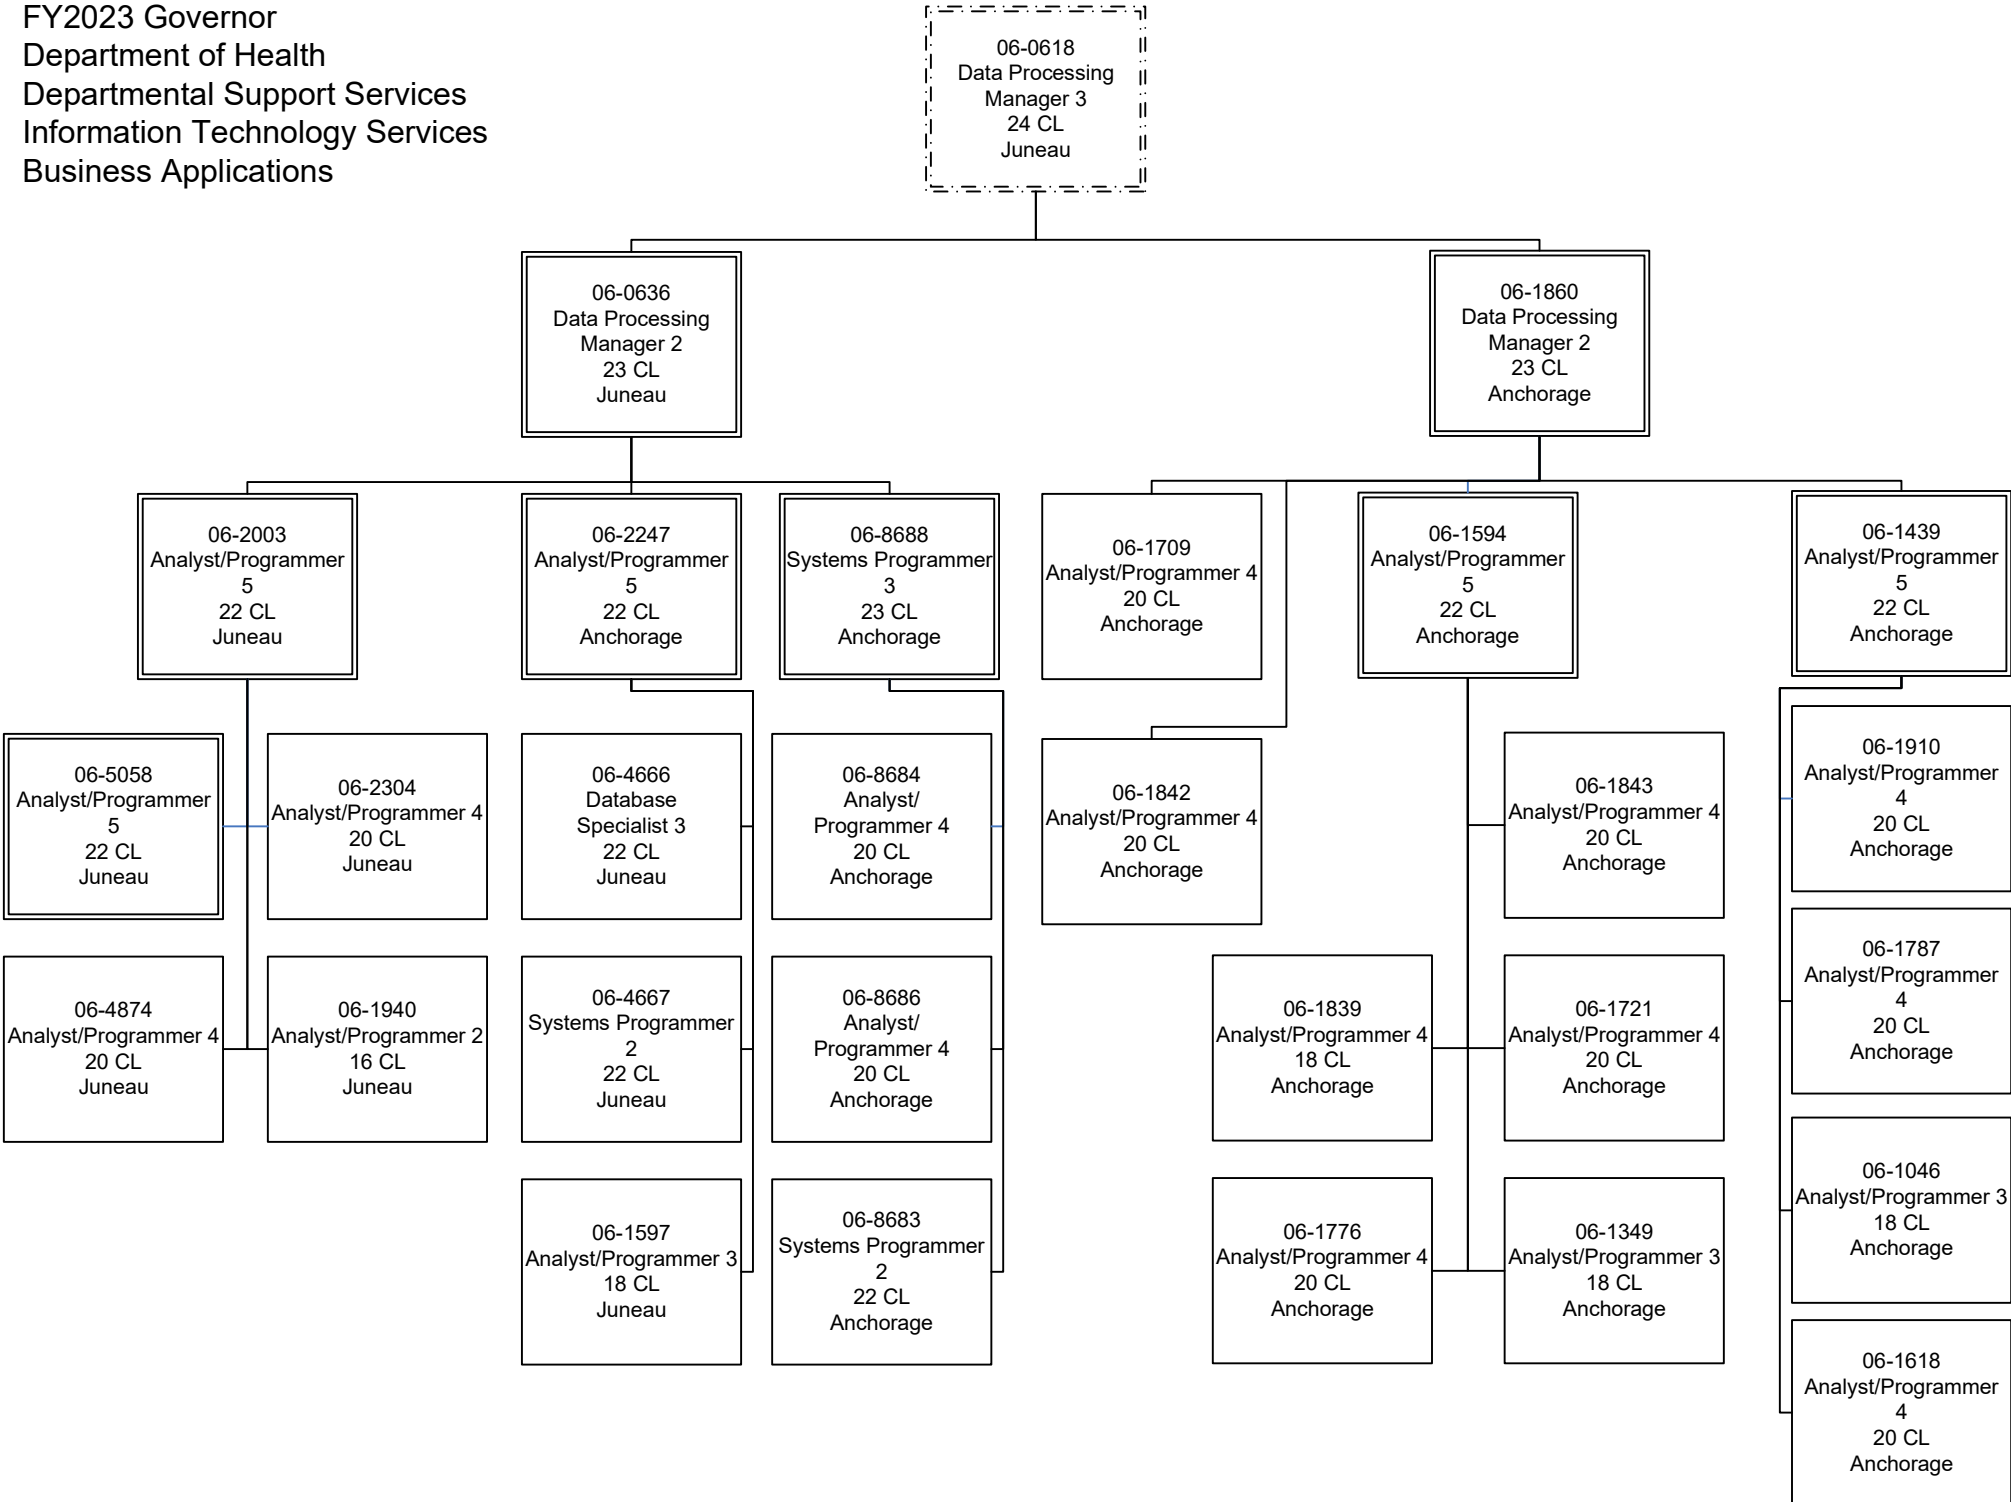 FY2023 Governor
Department of Health
Departmental Support Services
Information Technology Services
Business Applications
06-0618
Data Processing
Manager 3
24 CL
Juneau
06-0636
Data Processing
Manager 2
23 CL
Juneau
06-1860
Data Processing
Manager 2
23 CL
Anchorage
06-2003
Analyst/Programmer
5
22 CL
Juneau
06-2247
Analyst/Programmer
5
22 CL
Anchorage
06-8688
Systems Programmer
3
23 CL
Anchorage
06-1709
Analyst/Programmer 4
20 CL
Anchorage
06-1594
Analyst/Programmer
5
22 CL
Anchorage
06-1439
Analyst/Programmer
5
22 CL
Anchorage
06-5058
Analyst/Programmer
5
22 CL
Juneau
06-2304
Analyst/Programmer 4
20 CL
Juneau
06-4666
Database
Specialist 3
22 CL
Juneau
06-8684
Analyst/
Programmer 4
20 CL
Anchorage
06-1842
Analyst/Programmer 4
20 CL
Anchorage
06-1843
Analyst/Programmer 4
20 CL
Anchorage
06-1910
Analyst/Programmer
4
20 CL
Anchorage
06-4874
Analyst/Programmer 4
20 CL
Juneau
06-1940
Analyst/Programmer 2
16 CL
Juneau
06-4667
Systems Programmer
2
22 CL
Juneau
06-8686
Analyst/
Programmer 4
20 CL
Anchorage
06-1839
Analyst/Programmer 4
18 CL
Anchorage
06-1721
Analyst/Programmer 4
20 CL
Anchorage
06-1787
Analyst/Programmer
4
20 CL
Anchorage
06-1597
Analyst/Programmer 3
18 CL
Juneau
06-8683
Systems Programmer
2
22 CL
Anchorage
06-1776
Analyst/Programmer 4
20 CL
Anchorage
06-1349
Analyst/Programmer 3
18 CL
Anchorage
06-1046
Analyst/Programmer 3
18 CL
Anchorage
06-1618
Analyst/Programmer
4
20 CL
Anchorage